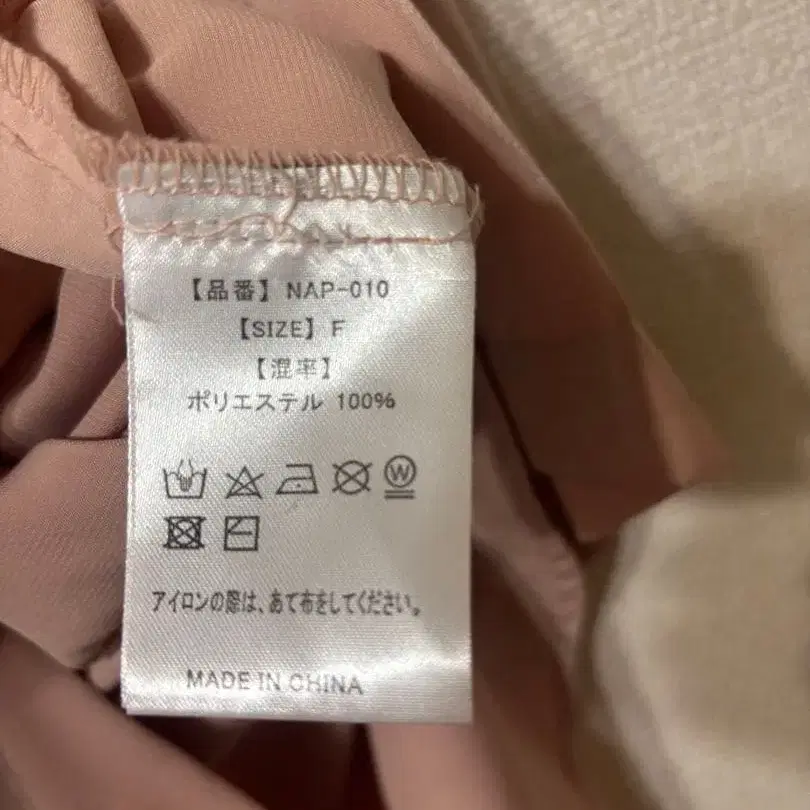 【品番】NAP-010
【SIZE】F
【混率】
ポリエステル 100%
W
アイロンの際は、あて布をしてください。
MADE IN CHINA